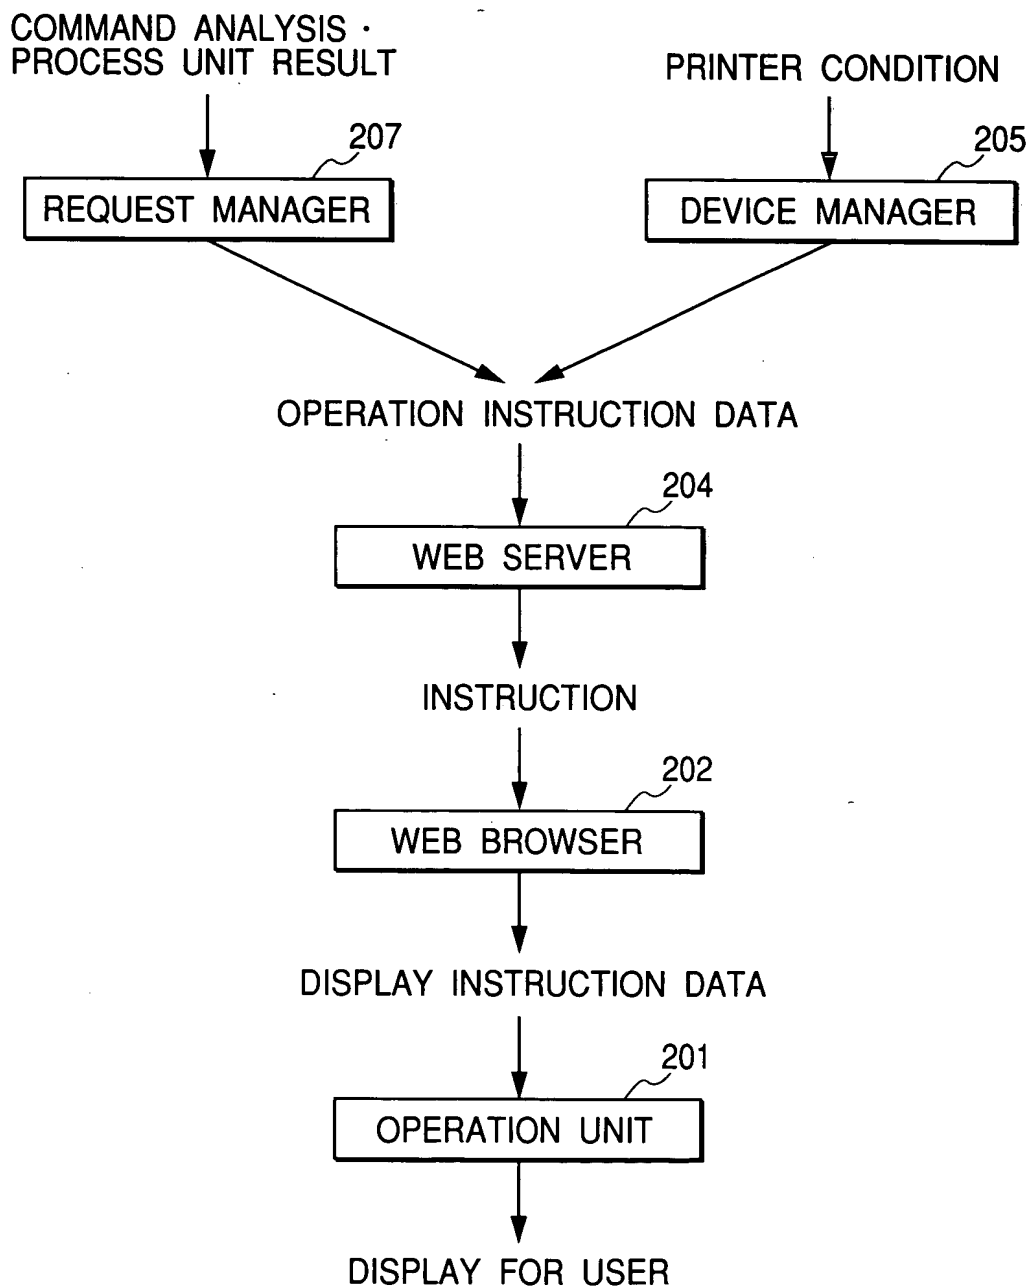 COMMAND ANALYSIS ·
PROCESS UNIT RESULT
PRINTER CONDITION
207
205
REQUEST MANAGER
DEVICE MANAGER
OPERATION INSTRUCTION DATA
204
WEB SERVER
INSTRUCTION
202
WEB BROWSER
DISPLAY INSTRUCTION DATA
201
OPERATION UNIT
DISPLAY FOR USER